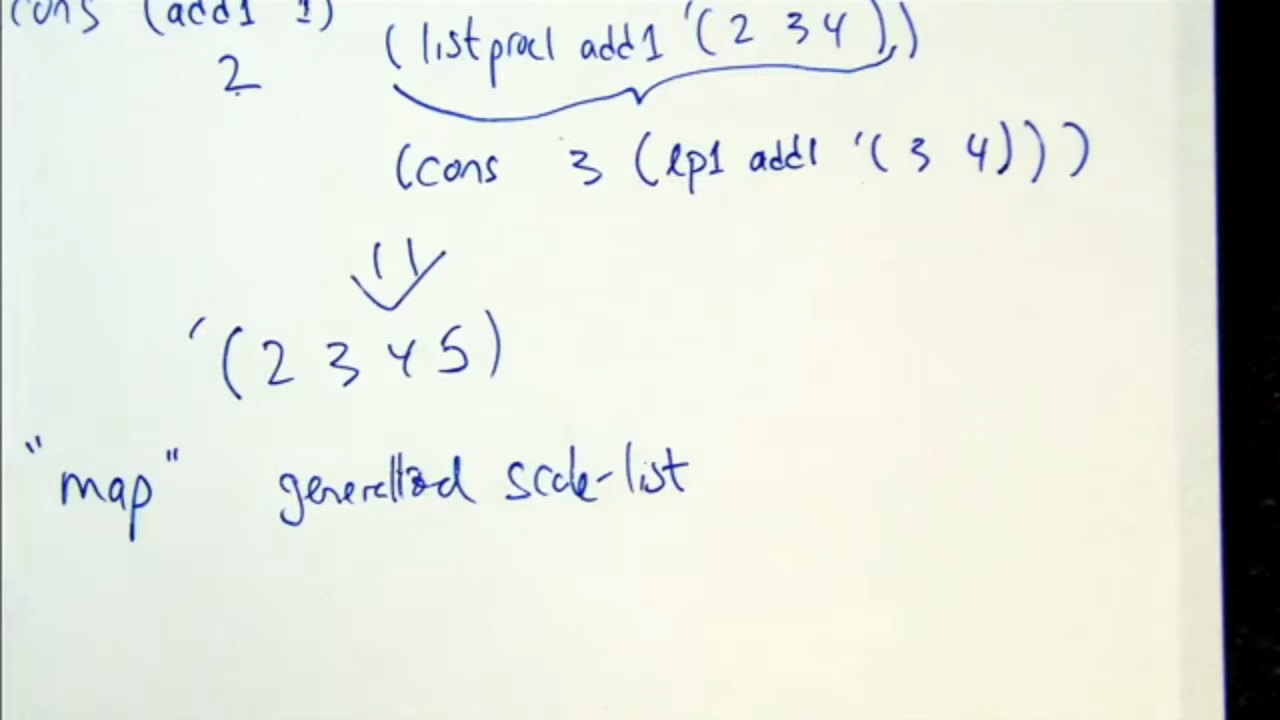 cons (add1 1)
2 (listproc1 add1 '(2 3 4))
(cons 3 (lp1 add1 '(3 4)))
'(2 3 4 5)
"map" generalized scale-list